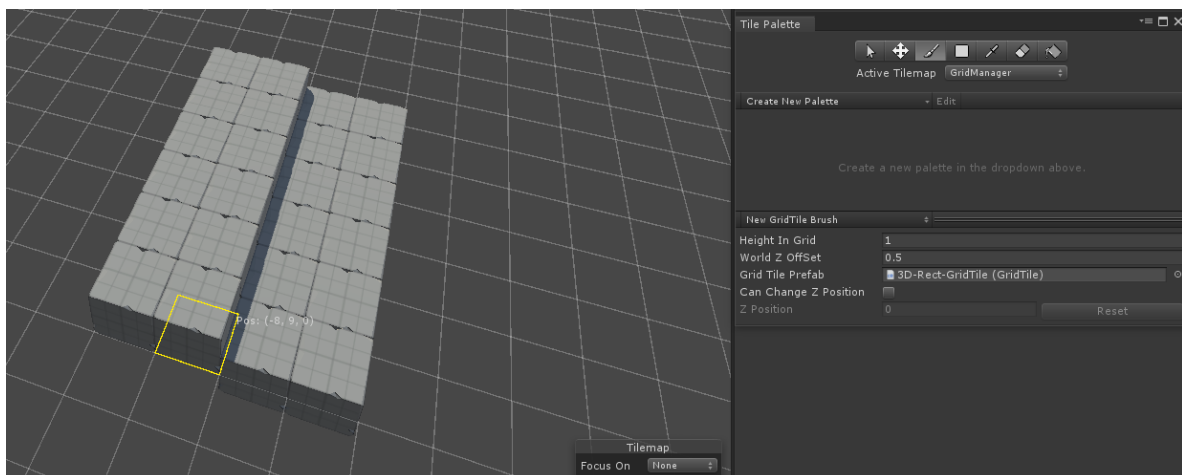 Tile Palette
Active Tilemap GridManager
Create New Palette Edit
Create a new palette in the dropdown above.
New GridTile Brush
Height In Grid 1
World Z OffSet 0.5
Grid Tile Prefab 3D-Rect-GridTile (GridTile)
Can Change Z Position
Z Position 0 Reset
Pos: (-8, 9, 0)
Tilemap
Focus On None